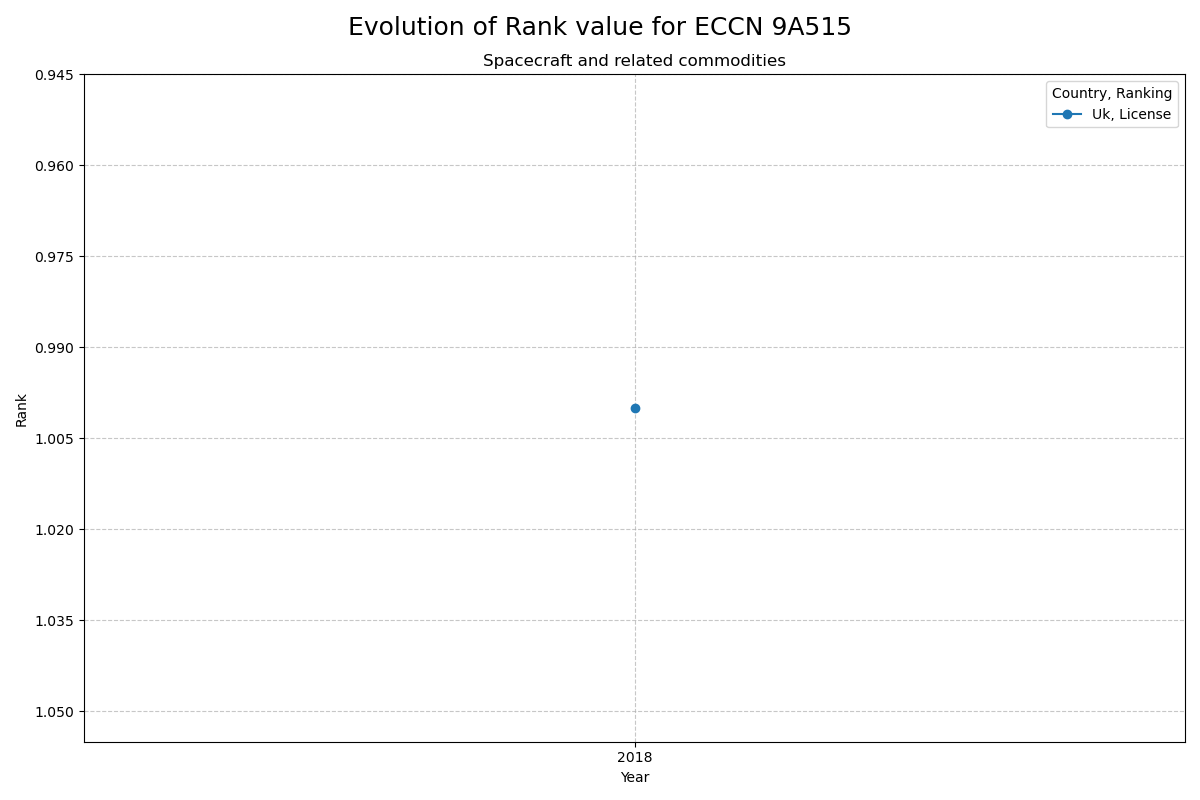 Evolution of Rank value for ECCN 9A515
Spacecraft and related commodities
Country, Ranking
Uk, License
0.945
0.960
0.975
0.990
1.005
1.020
1.035
1.050
Rank
2018
Year